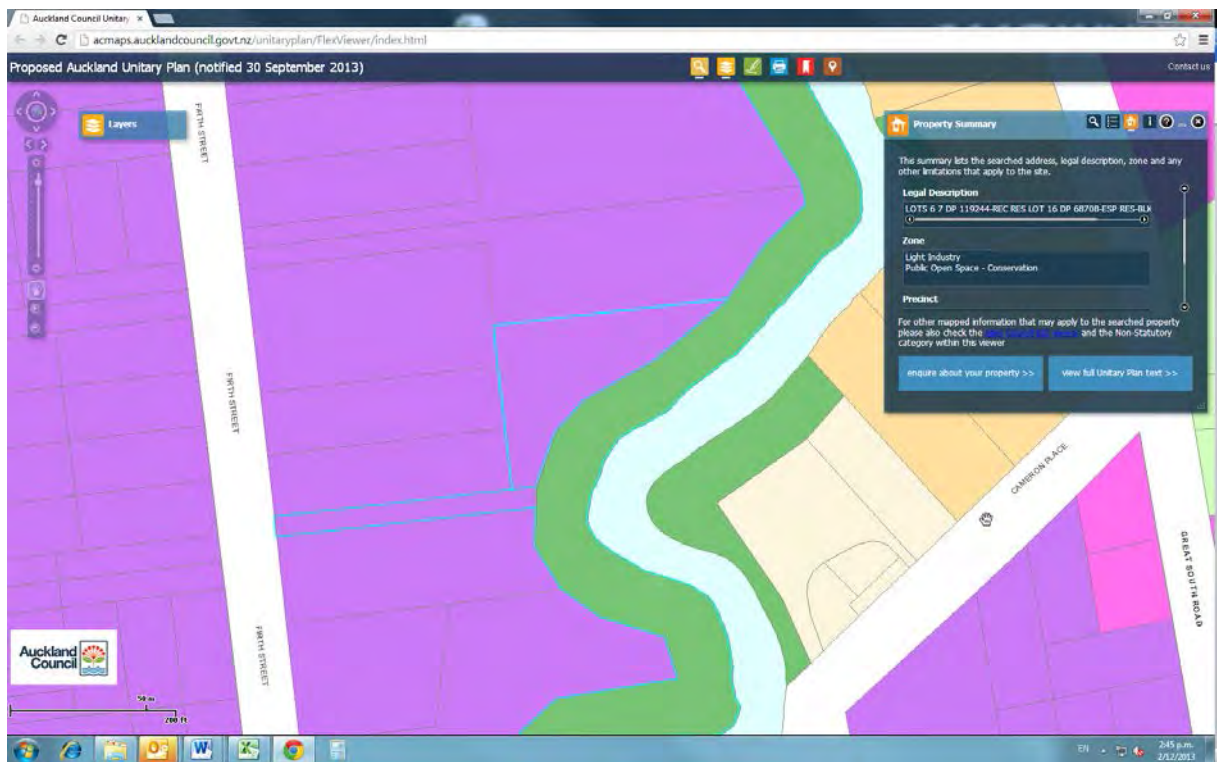 Auckland Council Unitary
acmaps.aucklandcouncil.govt.nz/unitaryplan/FlexViewer/index.html
Proposed Auckland Unitary Plan (notified 30 September 2013)
Contact us
Layers
FIRTH STREET
FIRTH STREET
FIRTH STREET
Property Summary
This summary lists the searched address, legal description, zone and any
other limitations that apply to the site.
Legal Description
LOTS 6 7 DP 119244-REC RES LOT 16 DP 68708-ESP RES-BLK
Zone
Light Industry
Public Open Space - Conservation
Precinct
For other mapped information that may apply to the searched property
please also check the
and the Non-Statutory
category within this viewer
enquire about your property >>
view full Unitary Plan text >>
CAMERON PLACE
GREAT SOUTH ROAD
Auckland
Council
50 m
200 ft
EN
2:45 p.m.
2/12/2013